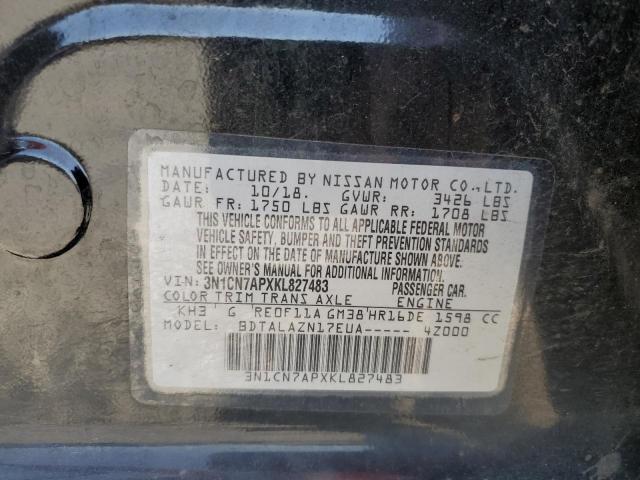 MANUFACTURED BY NISSAN MOTOR CO.,LTD.
DATE: 10/18. GVWR: 3426 LBS
GAWR FR: 1750 LBS GAWR RR: 1708 LBS
THIS VEHICLE CONFORMS TO ALL APPLICABLE FEDERAL MOTOR
VEHICLE SAFETY, BUMPER AND THEFT PREVENTION STANDARDS
IN EFFECT ON THE DATE OF MANUFACTURE SHOWN ABOVE.
SEE OWNER'S MANUAL FOR ADDITIONAL INFORMATION.
VIN: 3N1CN7APXKL827483 PASSENGER CAR.
COLOR TRIM TRANS AXLE ENGINE
KH3 G RE0F11A GM38 HR16DE 1598 CC
MODEL: BDTALAZN17EUA----- 4Z000
3N1CN7APXKL827483